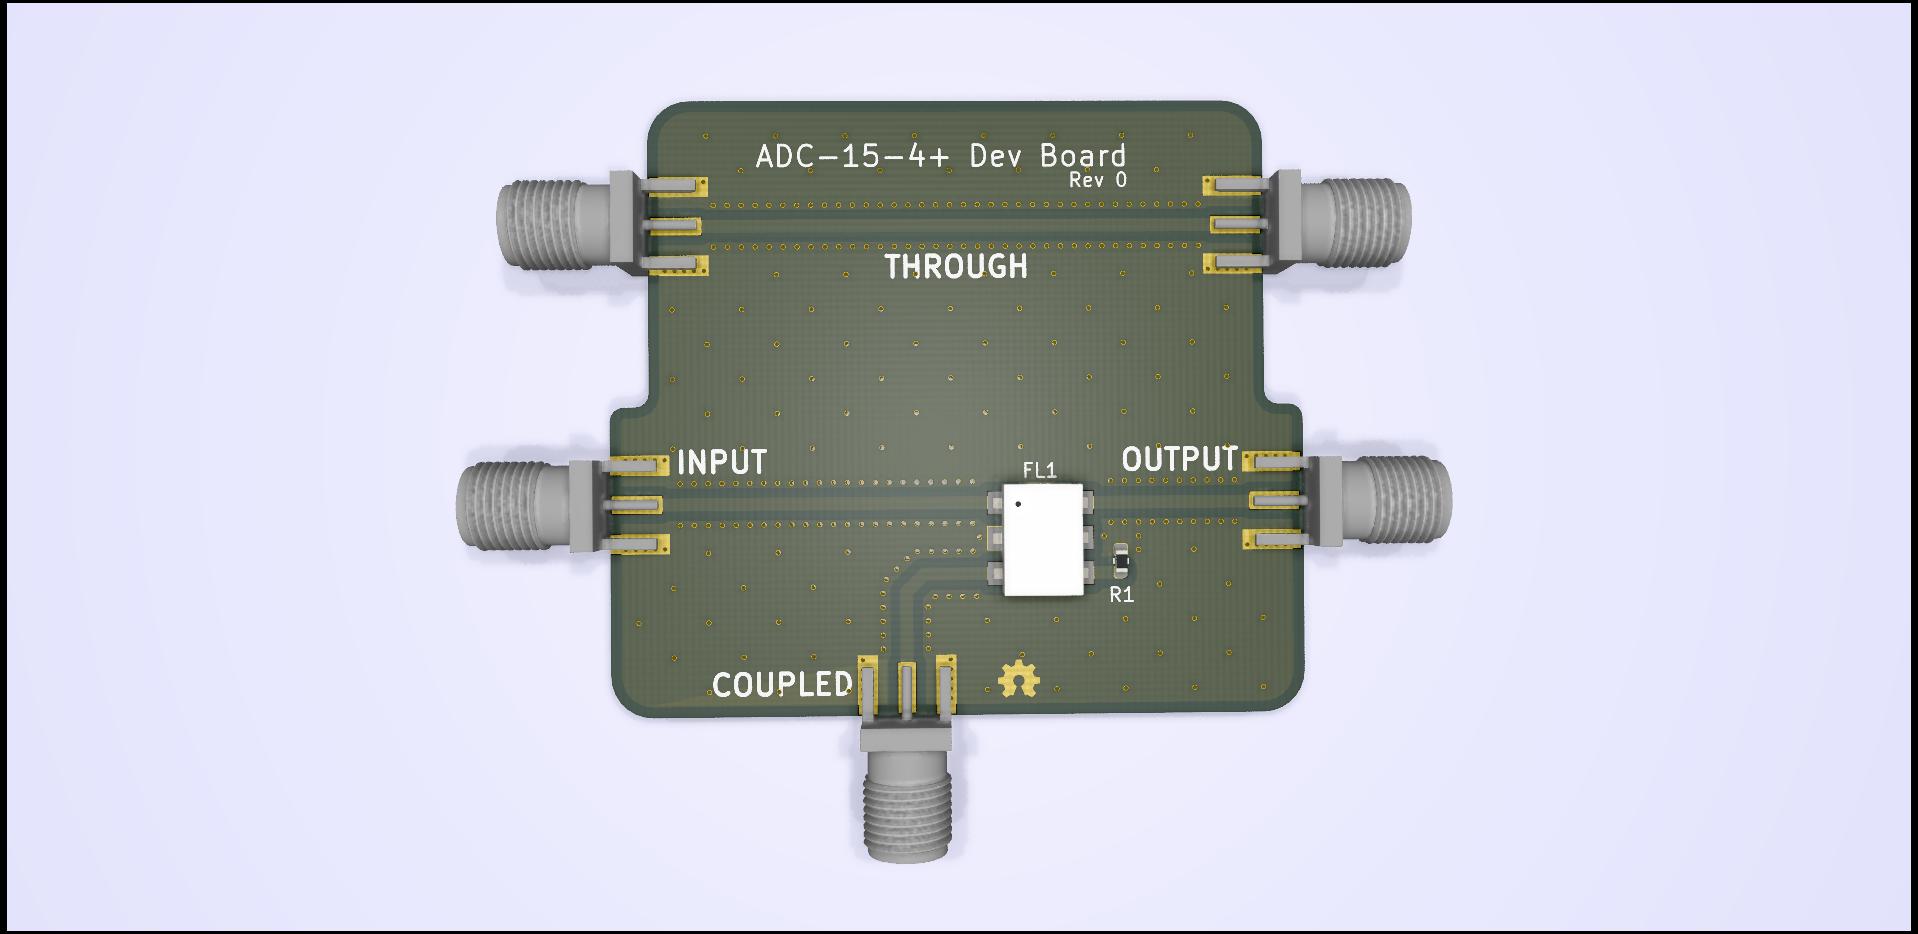 ADC-15-4+ Dev Board
Rev 0
THROUGH
INPUT
OUTPUT
FL1
R1
COUPLED